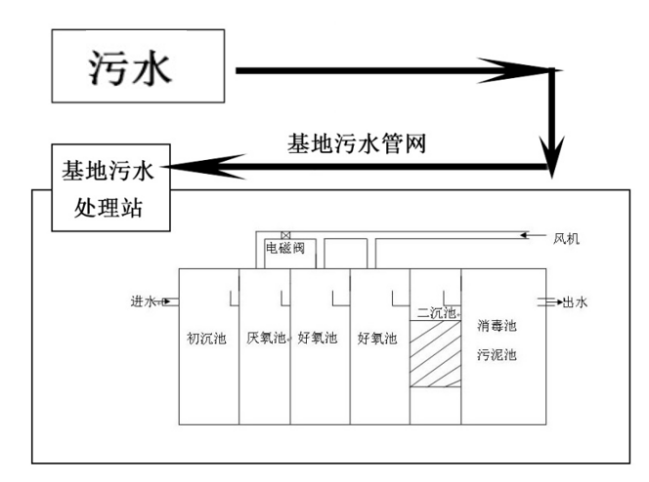 污水
基地污水管网
基地污水
处理站
风机
电磁阀
进水
出水
二沉池
消毒池
初沉池
厌氧池
好氧池
好氧池
污泥池